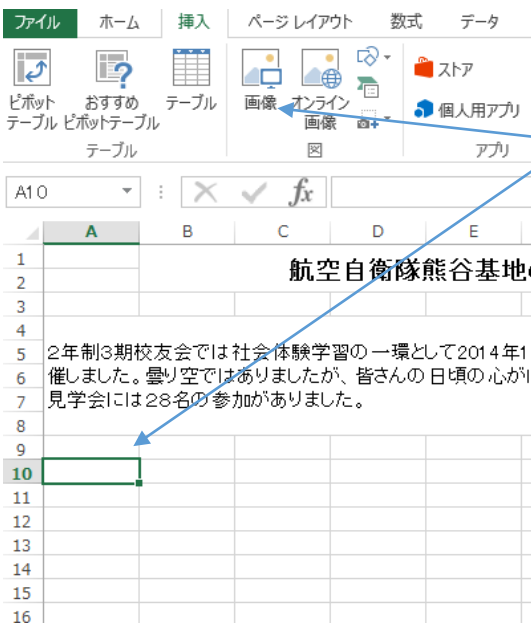 ファイル ホーム 挿入 ページ レイアウト 数式 データ
ピボット テーブル おすすめ ピボットテーブル テーブル 画像 オンライン 画像 ストア 個人用アプリ
テーブル 図 アプリ
A10 fx
A B C D E
1
航空自衛隊熊谷基地
2
3
4
5 2年制3期校友会では社会体験学習の一環として2014年1
6 催しました。曇り空ではありましたが、皆さんの日頃の心が
7 見学会には28名の参加がありました。
8
9
10
11
12
13
14
15
16